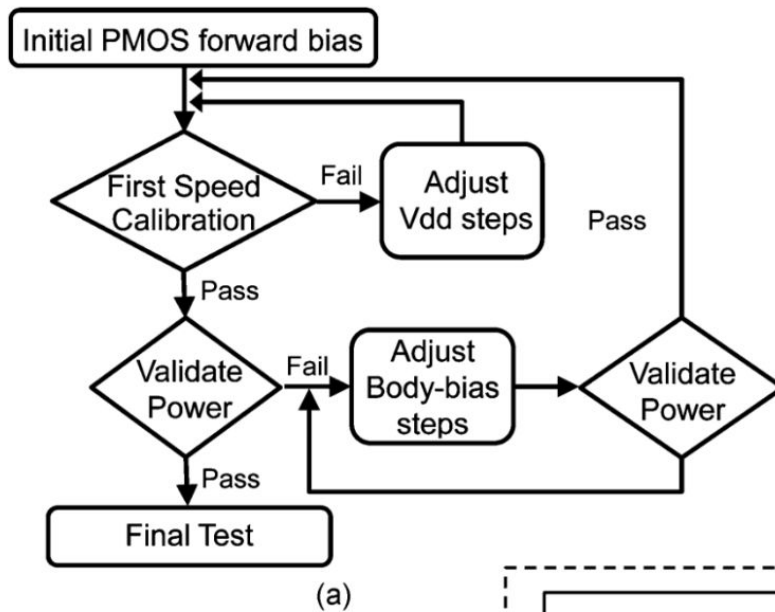 Initial PMOS forward bias
First Speed
Calibration
Fail
Adjust
Vdd steps
Pass
Pass
Validate
Power
Fail
Adjust
Body-bias
steps
Validate
Power
Pass
Final Test
(a)